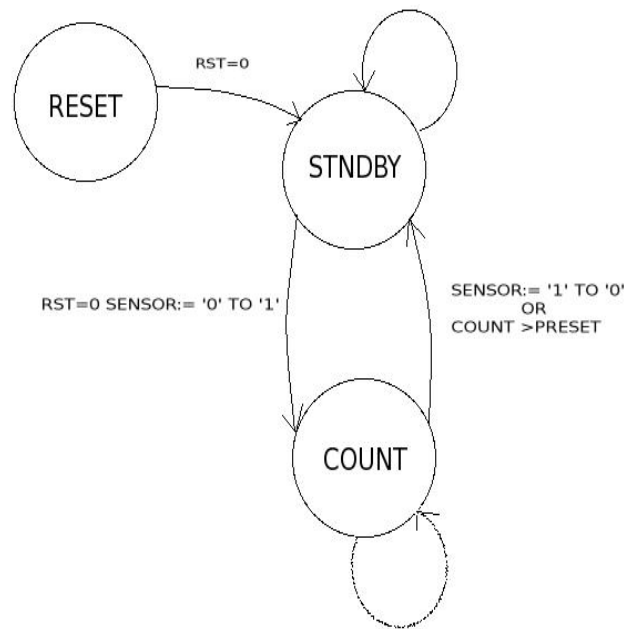 RST=0
RESET
STNDBY
RST=0 SENSOR:= '0' TO '1'
SENSOR:= '1' TO '0'
OR
COUNT >PRESET
COUNT